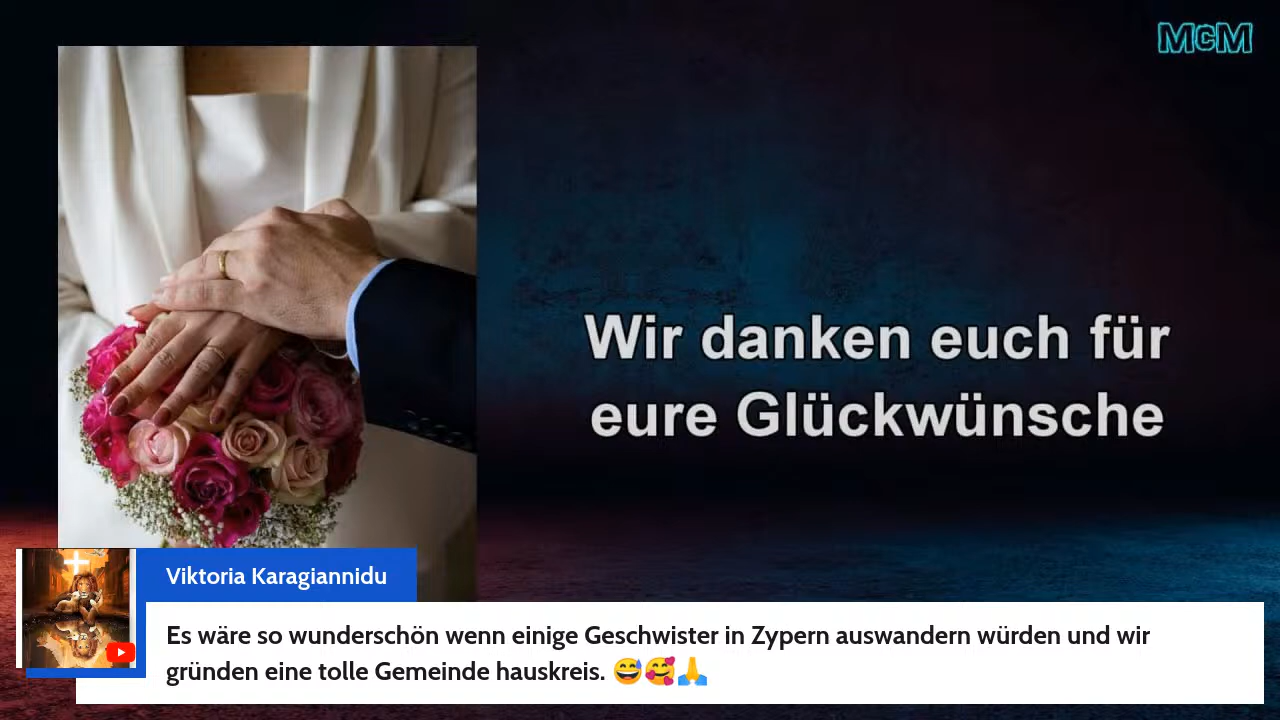 McM
Wir danken euch für
eure Glückwünsche
Viktoria Karagiannidu
Es wäre so wunderschön wenn einige Geschwister in Zypern auswandern würden und wir
gründen eine tolle Gemeinde hauskreis. 😅🥰🙏